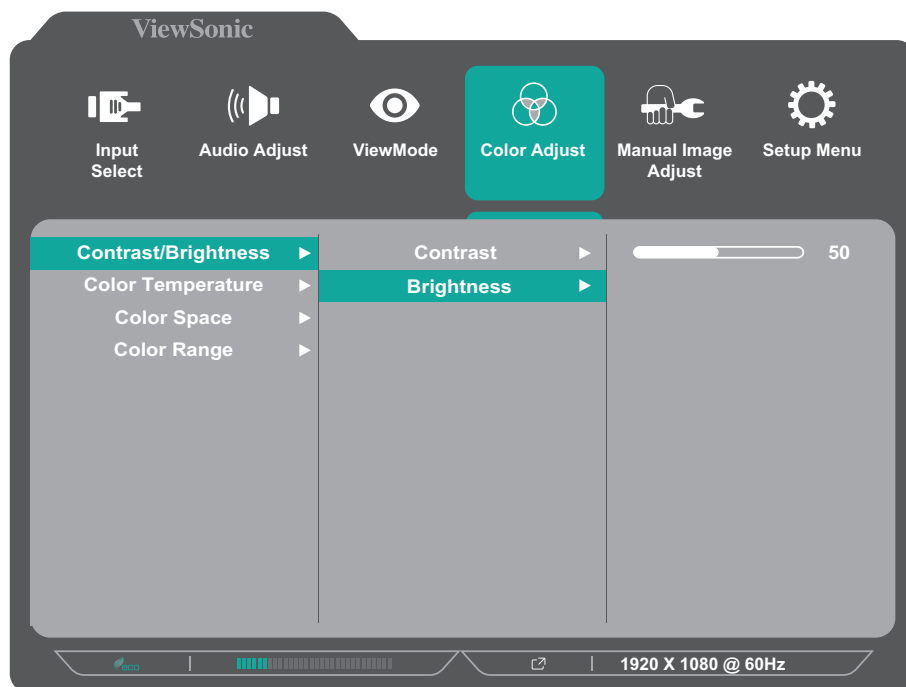 ViewSonic
Input Select
Audio Adjust
ViewMode
Color Adjust
Manual Image Adjust
Setup Menu
Contrast/Brightness
Contrast
50
Color Temperature
Brightness
Color Space
Color Range
eco
1920 X 1080 @ 60Hz